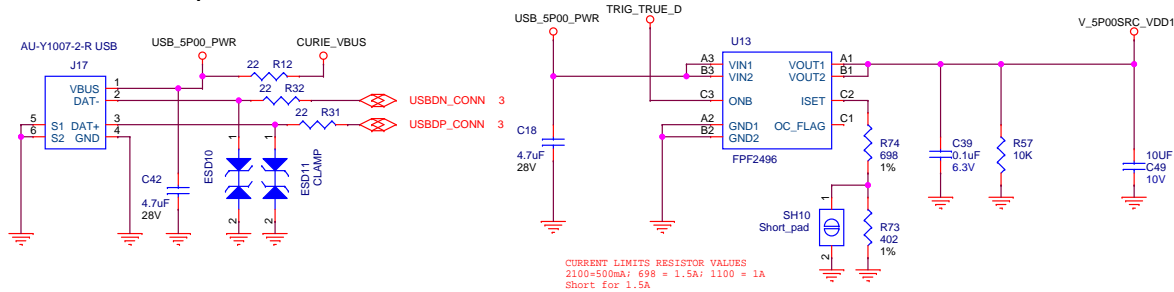 AU-Y1007-2-R USB
J17
VBUS
DAT-
DAT+
GND
S1
S2
1
2
3
4
5
6
USB_5P00_PWR
CURIE_VBUS
22
R12
22
R32
22
R31
USBDN_CONN 3
USBDP_CONN 3
C42
4.7uF
28V
ESD10
1
2
ESD11
CLAMP
1
2
USB_5P00_PWR
TRIG_TRUE_D
C18
4.7uF
28V
U13
A3
B3
C3
A2
B2
VIN1
VIN2
ONB
GND1
GND2
VOUT1
VOUT2
ISET
OC_FLAG
A1
B1
C2
C1
FPF2496
R74
698
1%
SH10
Short_pad
1
2
R73
402
1%
C39
0.1uF
6.3V
R57
10K
V_5P00SRC_VDD1
10UF
C49
10V
CURRENT LIMITS RESISTOR VALUES
2100=500mA; 698 = 1.5A; 1100 = 1A
Short for 1.5A